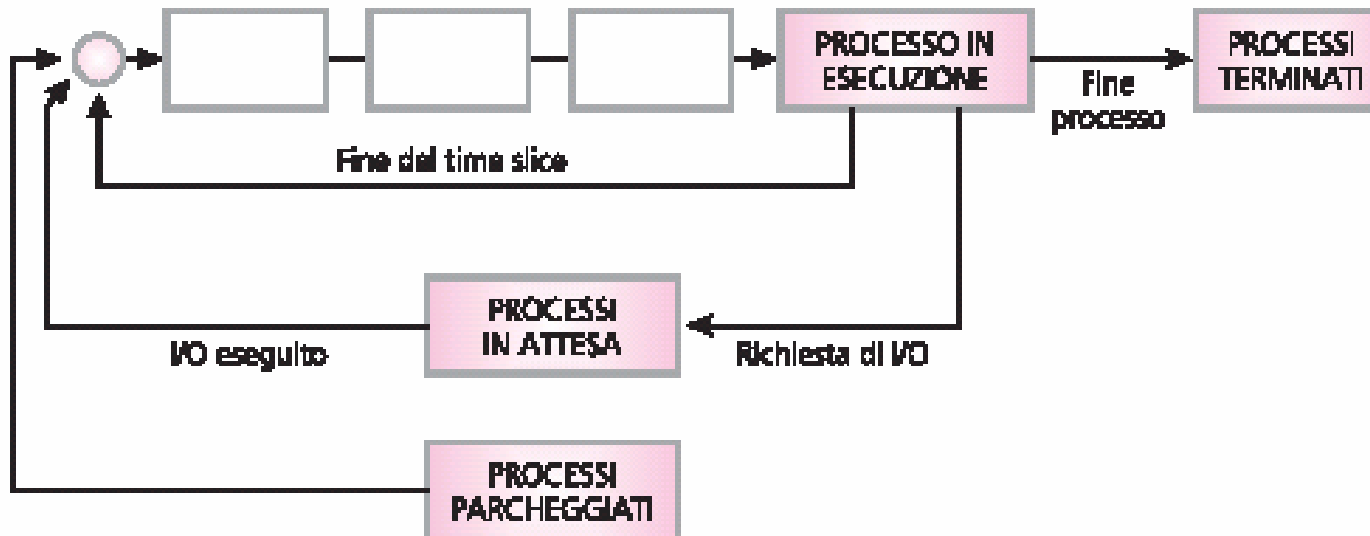 PROCESSO IN
ESECUZIONE
PROCESSI
TERMINATI
Fine
processo
Fine del time slice
PROCESSI
IN ATTESA
I/O eseguito
Richiesta di I/O
PROCESSI
PARCHEGGIATI